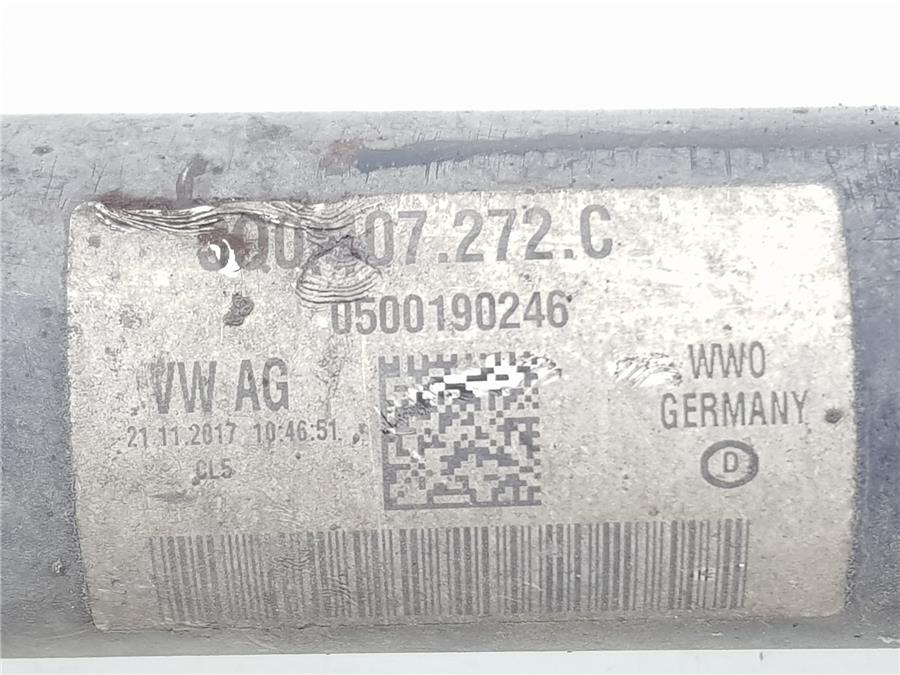 07.272.C
0500190246
VW AG
21.11.2017 10:46:51
CL5
WWO
GERMANY
D